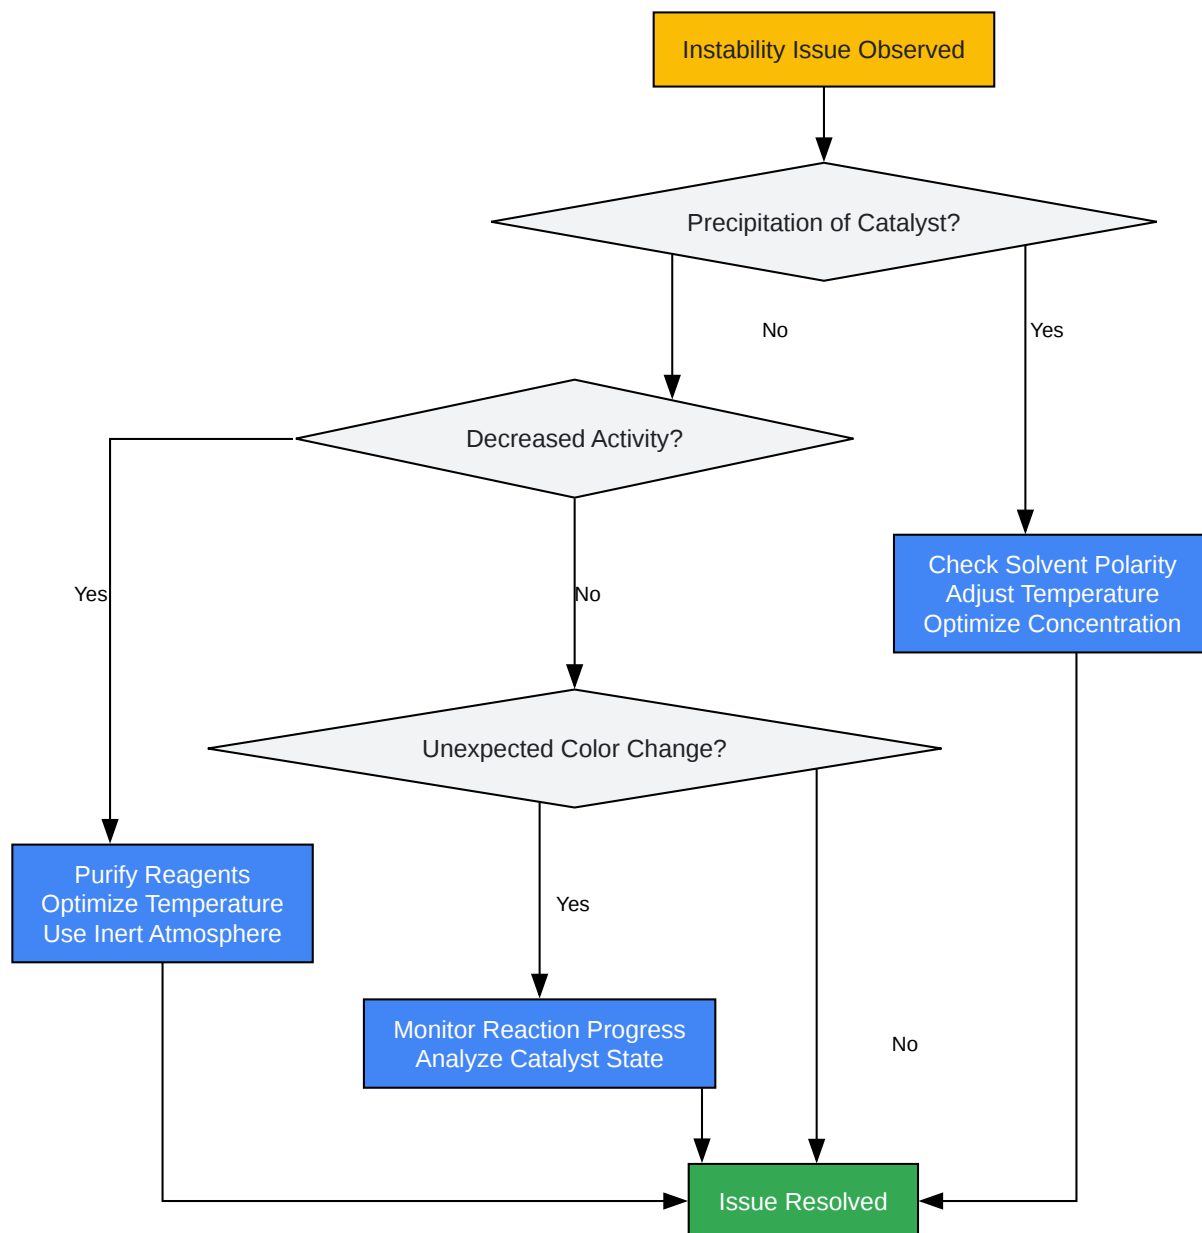 Instability Issue Observed
Precipitation of Catalyst?
No
Yes
Decreased Activity?
Yes
No
Check Solvent Polarity
Adjust Temperature
Optimize Concentration
Unexpected Color Change?
Purify Reagents
Optimize Temperature
Use Inert Atmosphere
Yes
Monitor Reaction Progress
Analyze Catalyst State
No
Issue Resolved